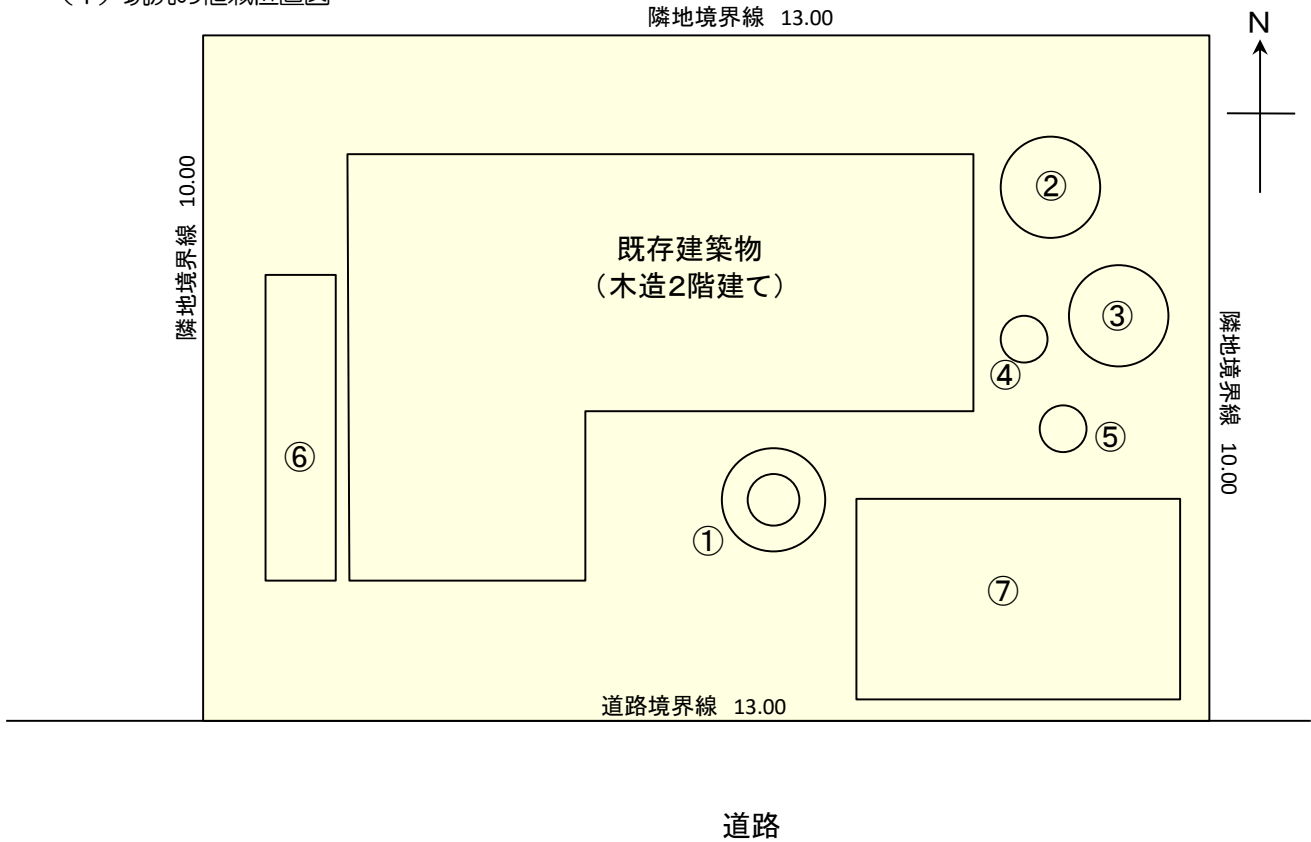 隣地境界線 13.00
N
隣地境界線 10.00
②
既存建築物
（木造2階建て）
③
隣地境界線 10.00
④
⑤
⑥
①
⑦
道路境界線 13.00
道路